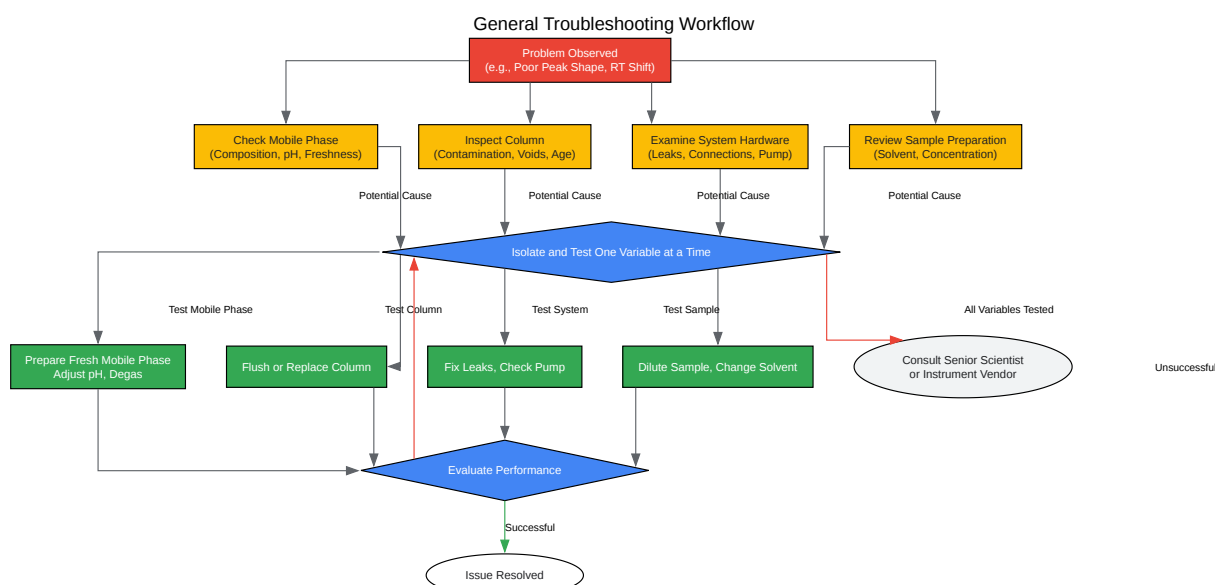 General Troubleshooting Workflow
Problem Observed
(e.g., Poor Peak Shape, RT Shift)
Check Mobile Phase
(Composition, pH, Freshness)
Inspect Column
(Contamination, Voids, Age)
Examine System Hardware
(Leaks, Connections, Pump)
Review Sample Preparation
(Solvent, Concentration)
Potential Cause
Potential Cause
Potential Cause
Potential Cause
Isolate and Test One Variable at a Time
Test Mobile Phase
Test Column
Test System
Test Sample
All Variables Tested
Prepare Fresh Mobile Phase
Adjust pH, Degas
Flush or Replace Column
Fix Leaks, Check Pump
Dilute Sample, Change Solvent
Consult Senior Scientist
or Instrument Vendor
Unsuccessful
Evaluate Performance
Successful
Issue Resolved